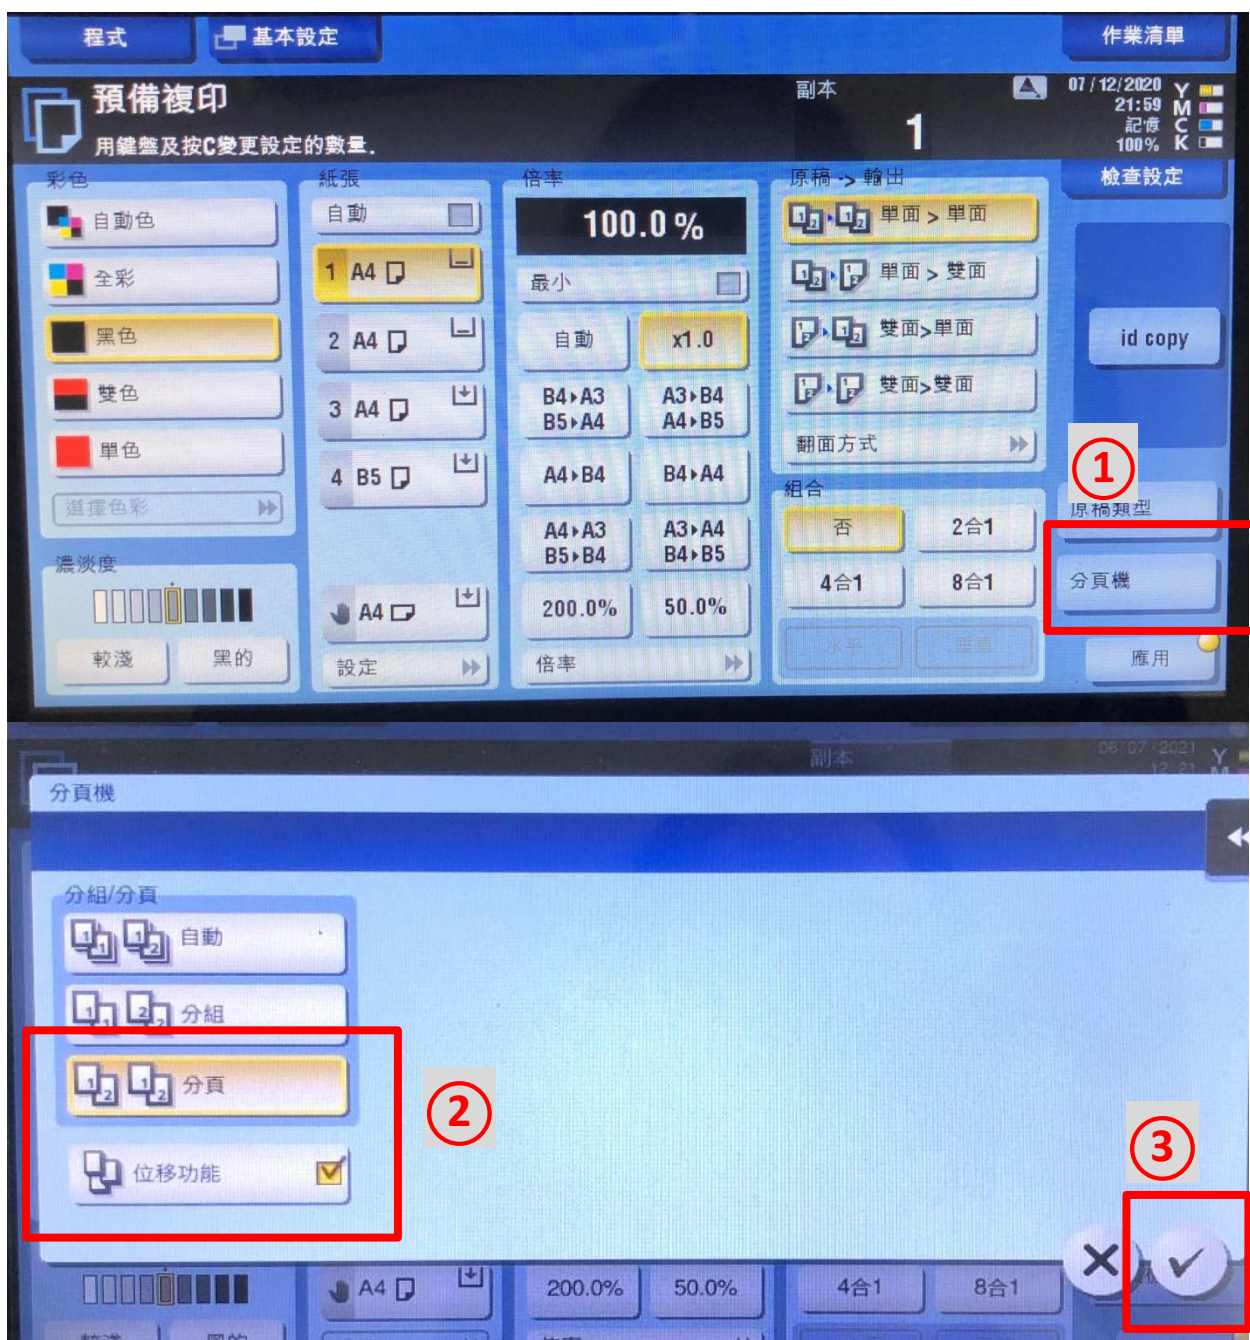 程式
基本設定
作業清單
預備複印
用鍵盤及按C變更設定的數量.
副本
1
07/12/2020
21:59
記憶
100%
Y
M
C
K
彩色
自動色
全彩
黑色
雙色
單色
選擇色彩
濃淡度
較淺
黑的
紙張
自動
1 A4
2 A4
3 A4
4 B5
A4
設定
倍率
100.0%
最小
自動
x1.0
B4▸A3
B5▸A4
A3▸B4
A4▸B5
A4▸B4
B4▸A4
A4▸A3
B5▸B4
A3▸A4
B4▸B5
200.0%
50.0%
倍率
原稿->輸出
單面>單面
單面>雙面
雙面>單面
雙面>雙面
翻面方式
組合
否
2合1
4合1
8合1
水平
垂直
檢查設定
id copy
①
原稿類型
分頁機
應用
副本
06/07/2021
12:21
Y
M
分頁機
分組/分頁
自動
分組
分頁
位移功能
②
③
A4
200.0%
50.0%
4合1
8合1